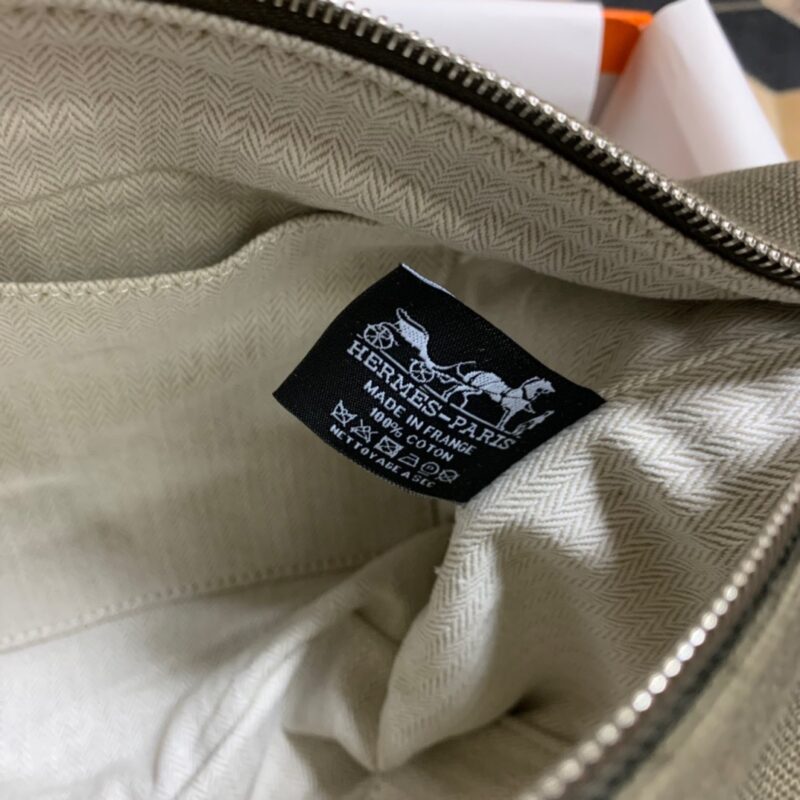 HERMES-PARIS
MADE IN FRANCE
100% COTON
NETTOYAGE A SEC